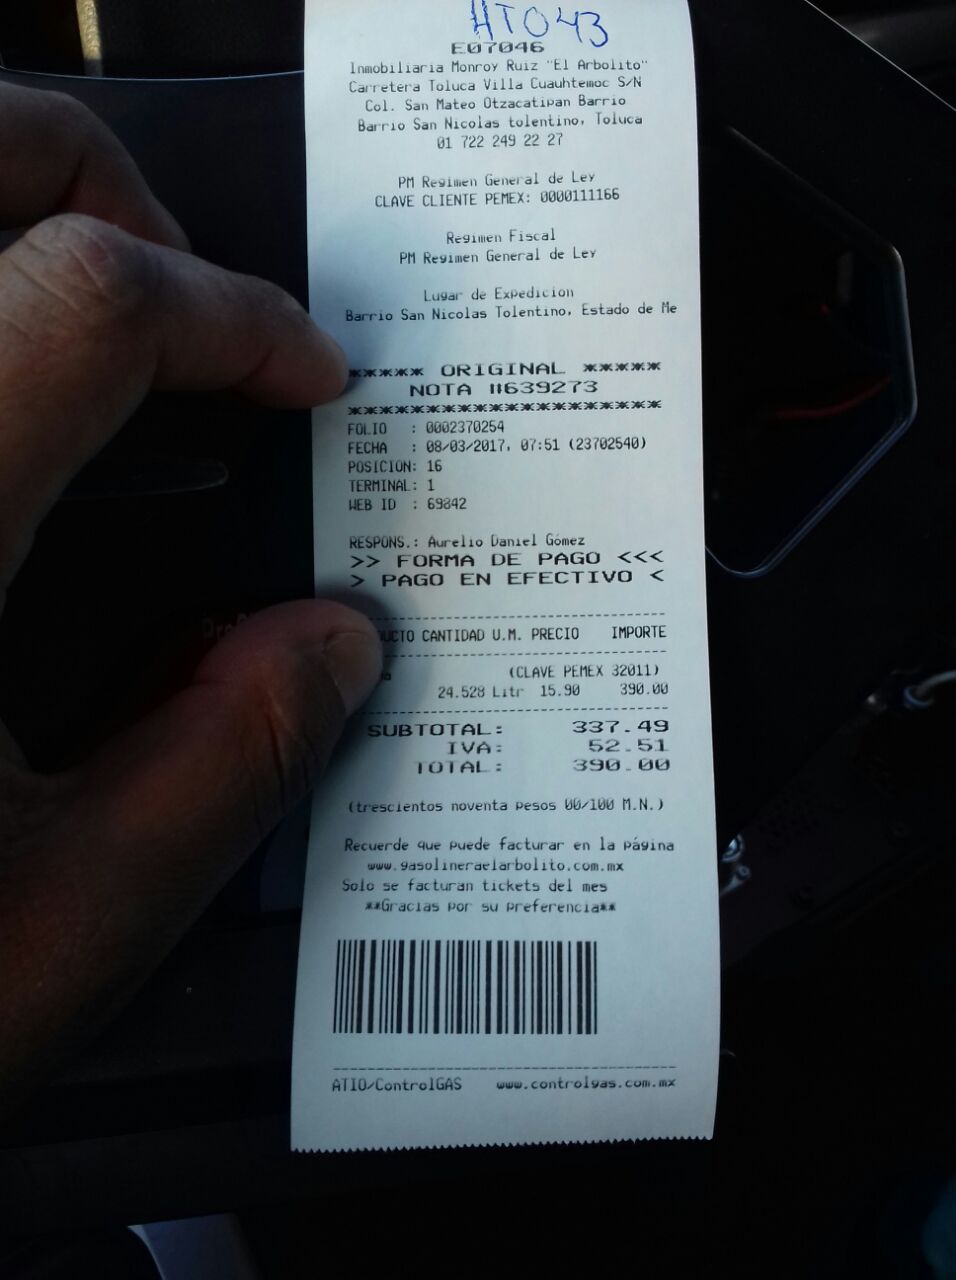 HTO43
E07046
Inmobiliaria Monroy Ruiz "El Arbolito"
Carretera Toluca Villa Cuauhtemoc S/N
Col. San Mateo Otzacatipan Barrio
Barrio San Nicolas tolentino, Toluca
01 722 249 22 27
PM Regimen General de Ley
CLAVE CLIENTE PEMEX: 0000111166
Regimen Fiscal
PM Regimen General de Ley
Lugar de Expedicion
Barrio San Nicolas Tolentino, Estado de Me
***** ORIGINAL *****
NOTA #639273
********************
FOLIO : 0002370254
FECHA : 08/03/2017, 07:51 (23702540)
POSICION: 16
TERMINAL: 1
WEB ID : 69842
RESPONS.: Aurelio Daniel Gómez
>> FORMA DE PAGO <<<
> PAGO EN EFECTIVO <
UCTO CANTIDAD U.M. PRECIO IMPORTE
(CLAVE PEMEX 32011)
24.528 Litr 15.90 390.00
SUBTOTAL: 337.49
IVA: 52.51
TOTAL: 390.00
(trescientos noventa pesos 00/100 M.N.)
Recuerde que puede facturar en la página
www.gasolineraelarbolito.com.mx
Solo se facturan tickets del mes
**Gracias por su preferencia**
ATIO/ControlGAS www.controlgas.com.mx